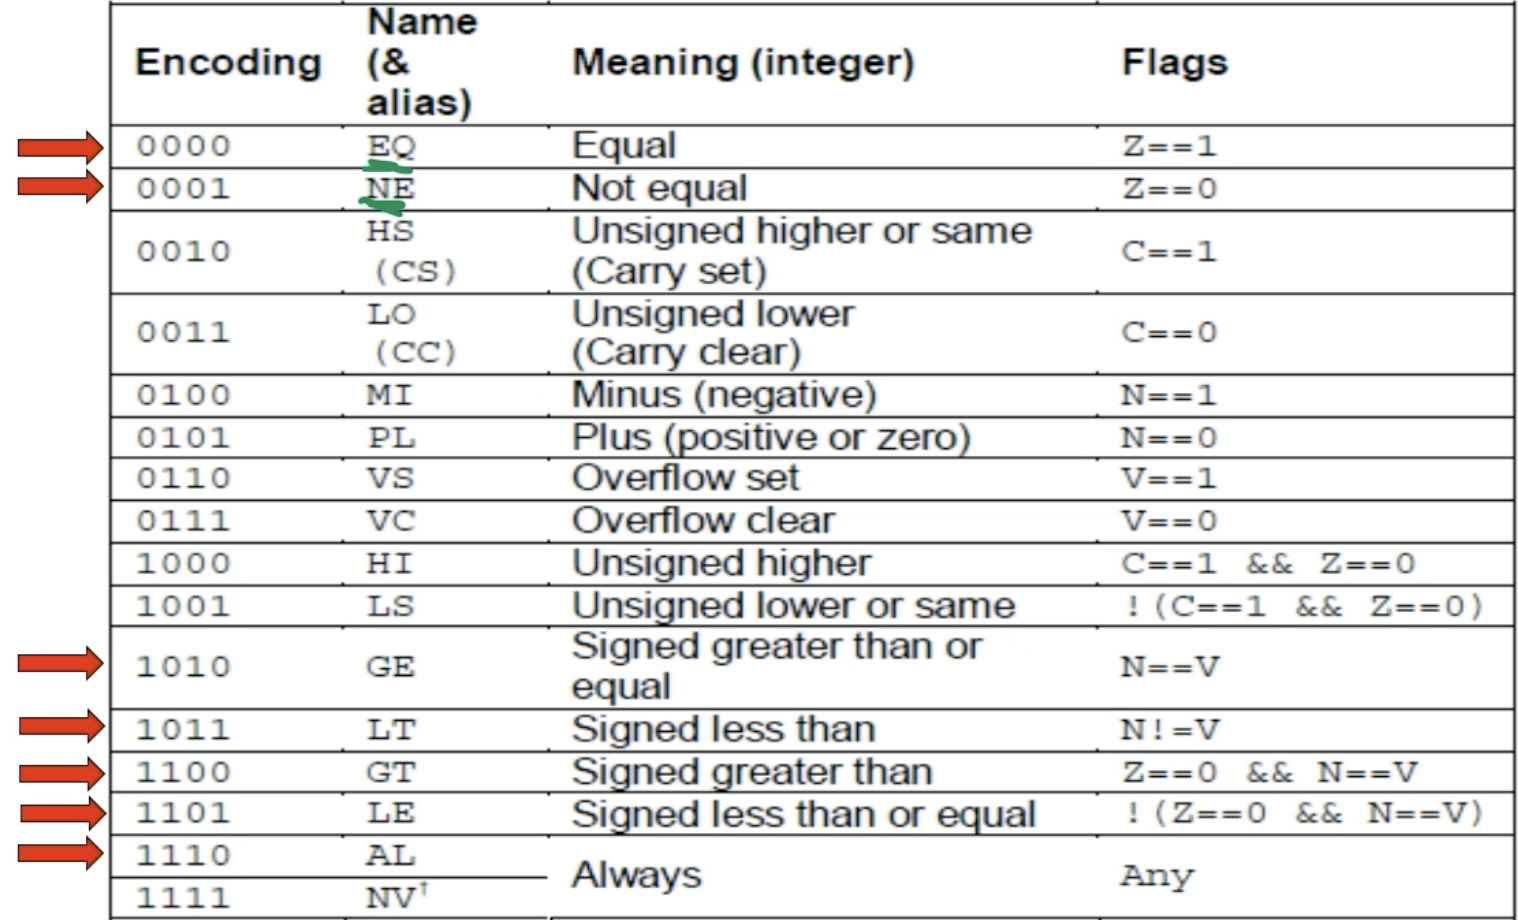 Encoding Name (& alias) Meaning (integer) Flags
0000 EQ Equal Z==1
0001 NE Not equal Z==0
0010 HS (CS) Unsigned higher or same (Carry set) C==1
0011 LO (CC) Unsigned lower (Carry clear) C==0
0100 MI Minus (negative) N==1
0101 PL Plus (positive or zero) N==0
0110 VS Overflow set V==1
0111 VC Overflow clear V==0
1000 HI Unsigned higher C==1 && Z==0
1001 LS Unsigned lower or same !(C==1 && Z==0)
1010 GE Signed greater than or equal N==V
1011 LT Signed less than N!=V
1100 GT Signed greater than Z==0 && N==V
1101 LE Signed less than or equal !(Z==0 && N==V)
1110 AL Always Any
1111 NV†